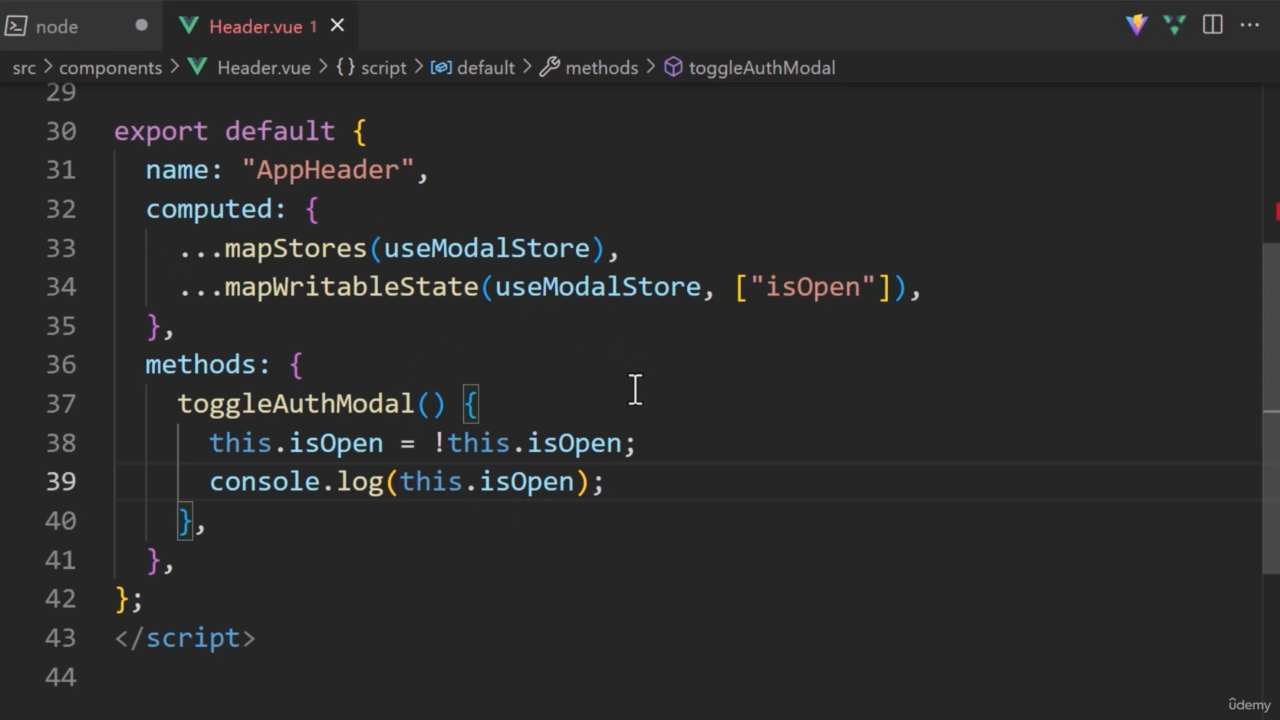 node
Header.vue 1
src > components > Header.vue > {} script > default > methods > toggleAuthModal
29
30 export default {
31 name: "AppHeader",
32 computed: {
33 ...mapStores(useModalStore),
34 ...mapWritableState(useModalStore, ["isOpen"]),
35 },
36 methods: {
37 toggleAuthModal() {
38 this.isOpen = !this.isOpen;
39 console.log(this.isOpen);
40 },
41 },
42 };
43 </script>
44
ûdemy